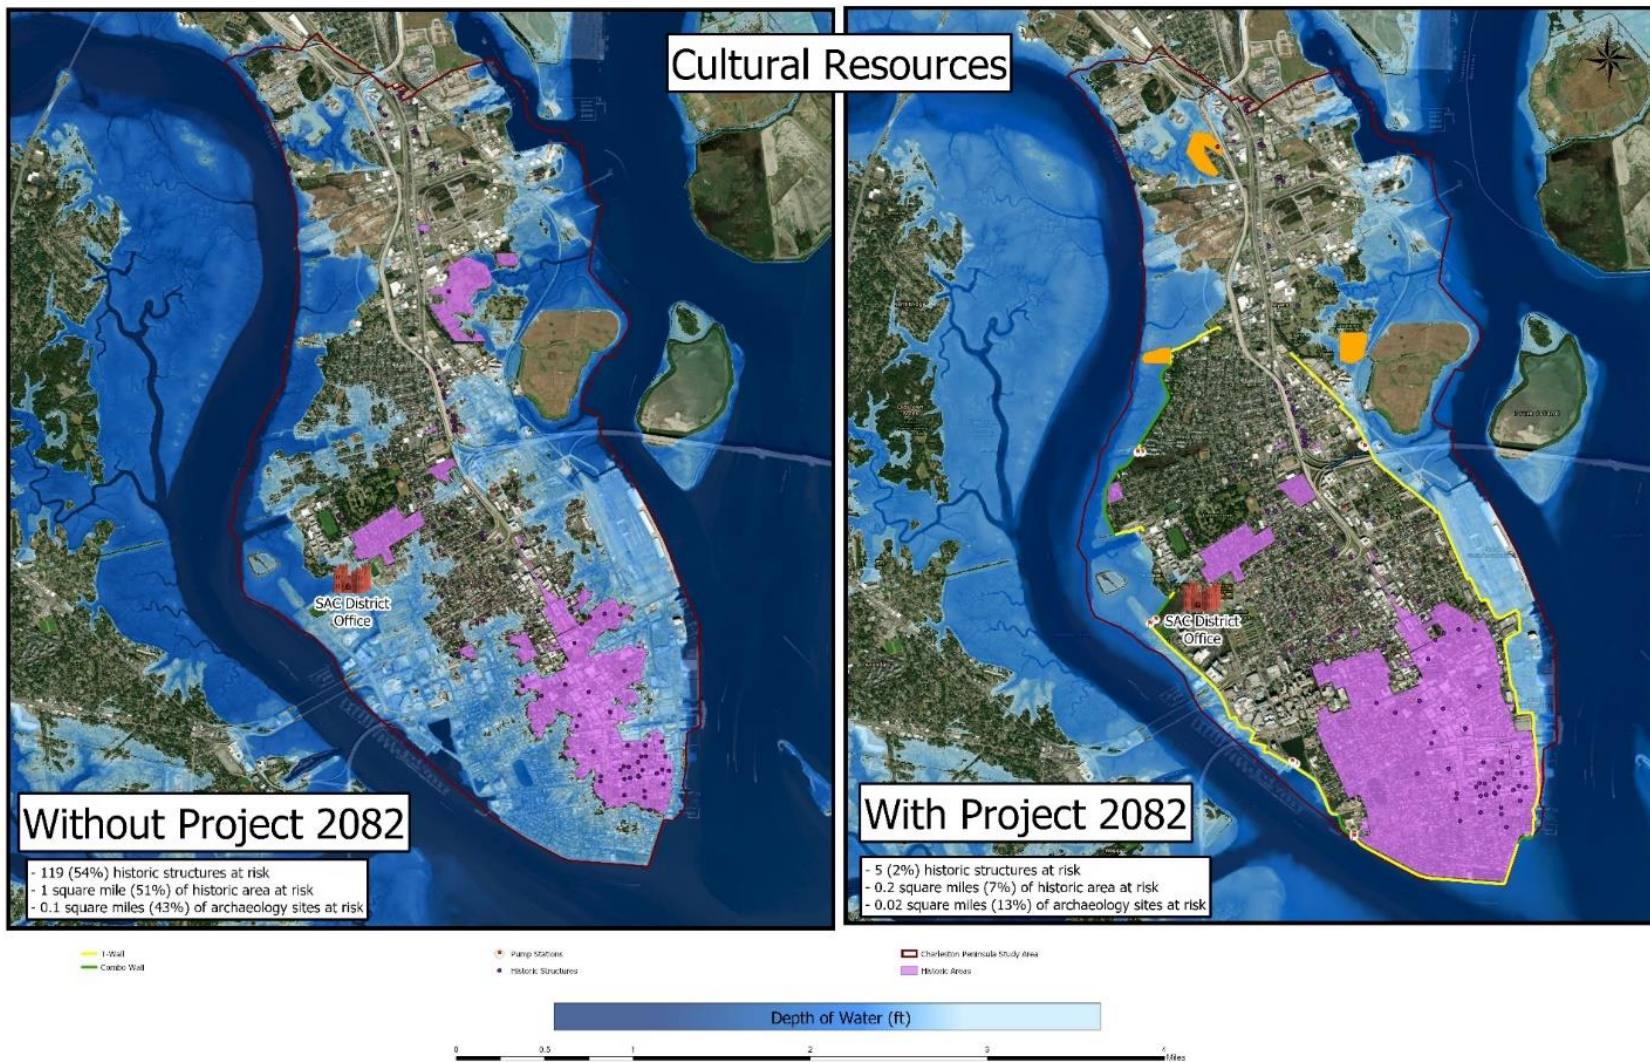 Cultural Resources
SAC District
Office
SAC District
Office
Without Project 2082
- 119 (54%) historic structures at risk
- 1 square mile (51%) of historic area at risk
- 0.1 square miles (43%) of archaeology sites at risk
With Project 2082
- 5 (2%) historic structures at risk
- 0.2 square miles (7%) of historic area at risk
- 0.02 square miles (13%) of archaeology sites at risk
T-Wall
Combo Wall
Pump Stations
Historic Structures
Charleston Peninsula Study Area
Historic Areas
Depth of Water (ft)
0 0.5 1 2 3 4
Miles